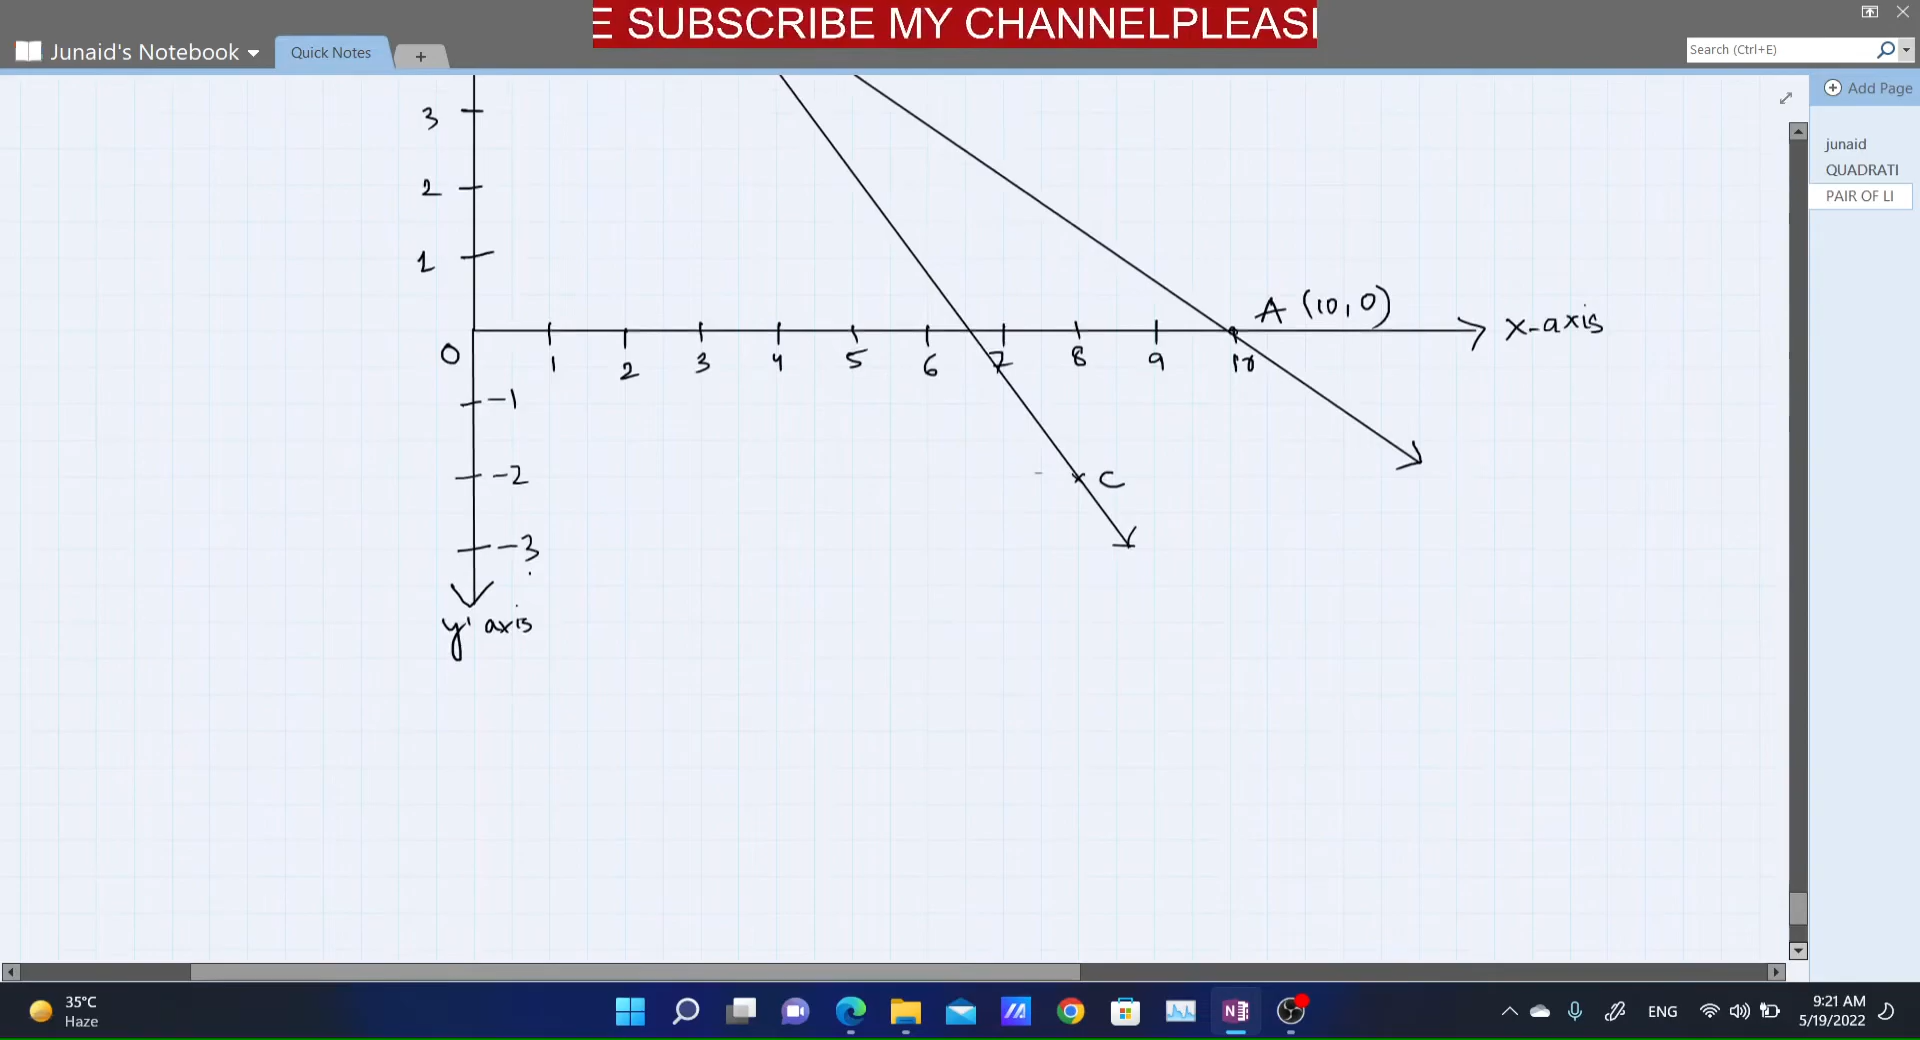 E SUBSCRIBE MY CHANNELPLEAS
Junaid's Notebook
Quick Notes
+
Search (Ctrl+E)
Add Page
junaid
QUADRATI
PAIR OF LI
3
2
1
A (10,0)
x-axis
0
1 2 3 4 5 6 7 8 9 10
-1
-2
C
-3
y' axis
35°C
Haze
ENG
9:21 AM
5/19/2022